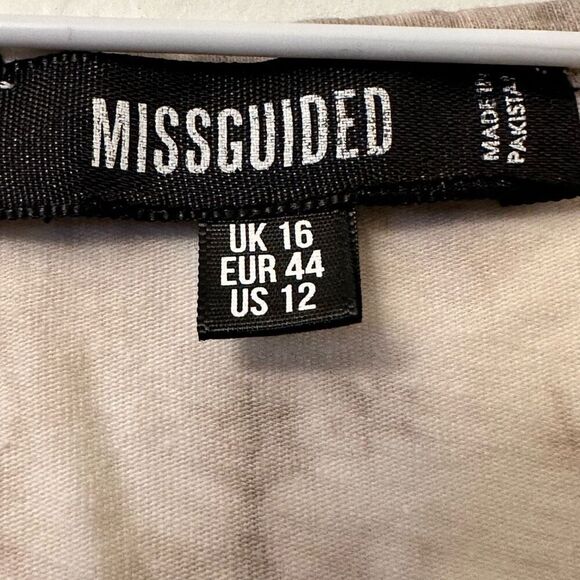 MISSGUIDED
MADE IN
PAKISTAN
UK 16
EUR 44
US 12